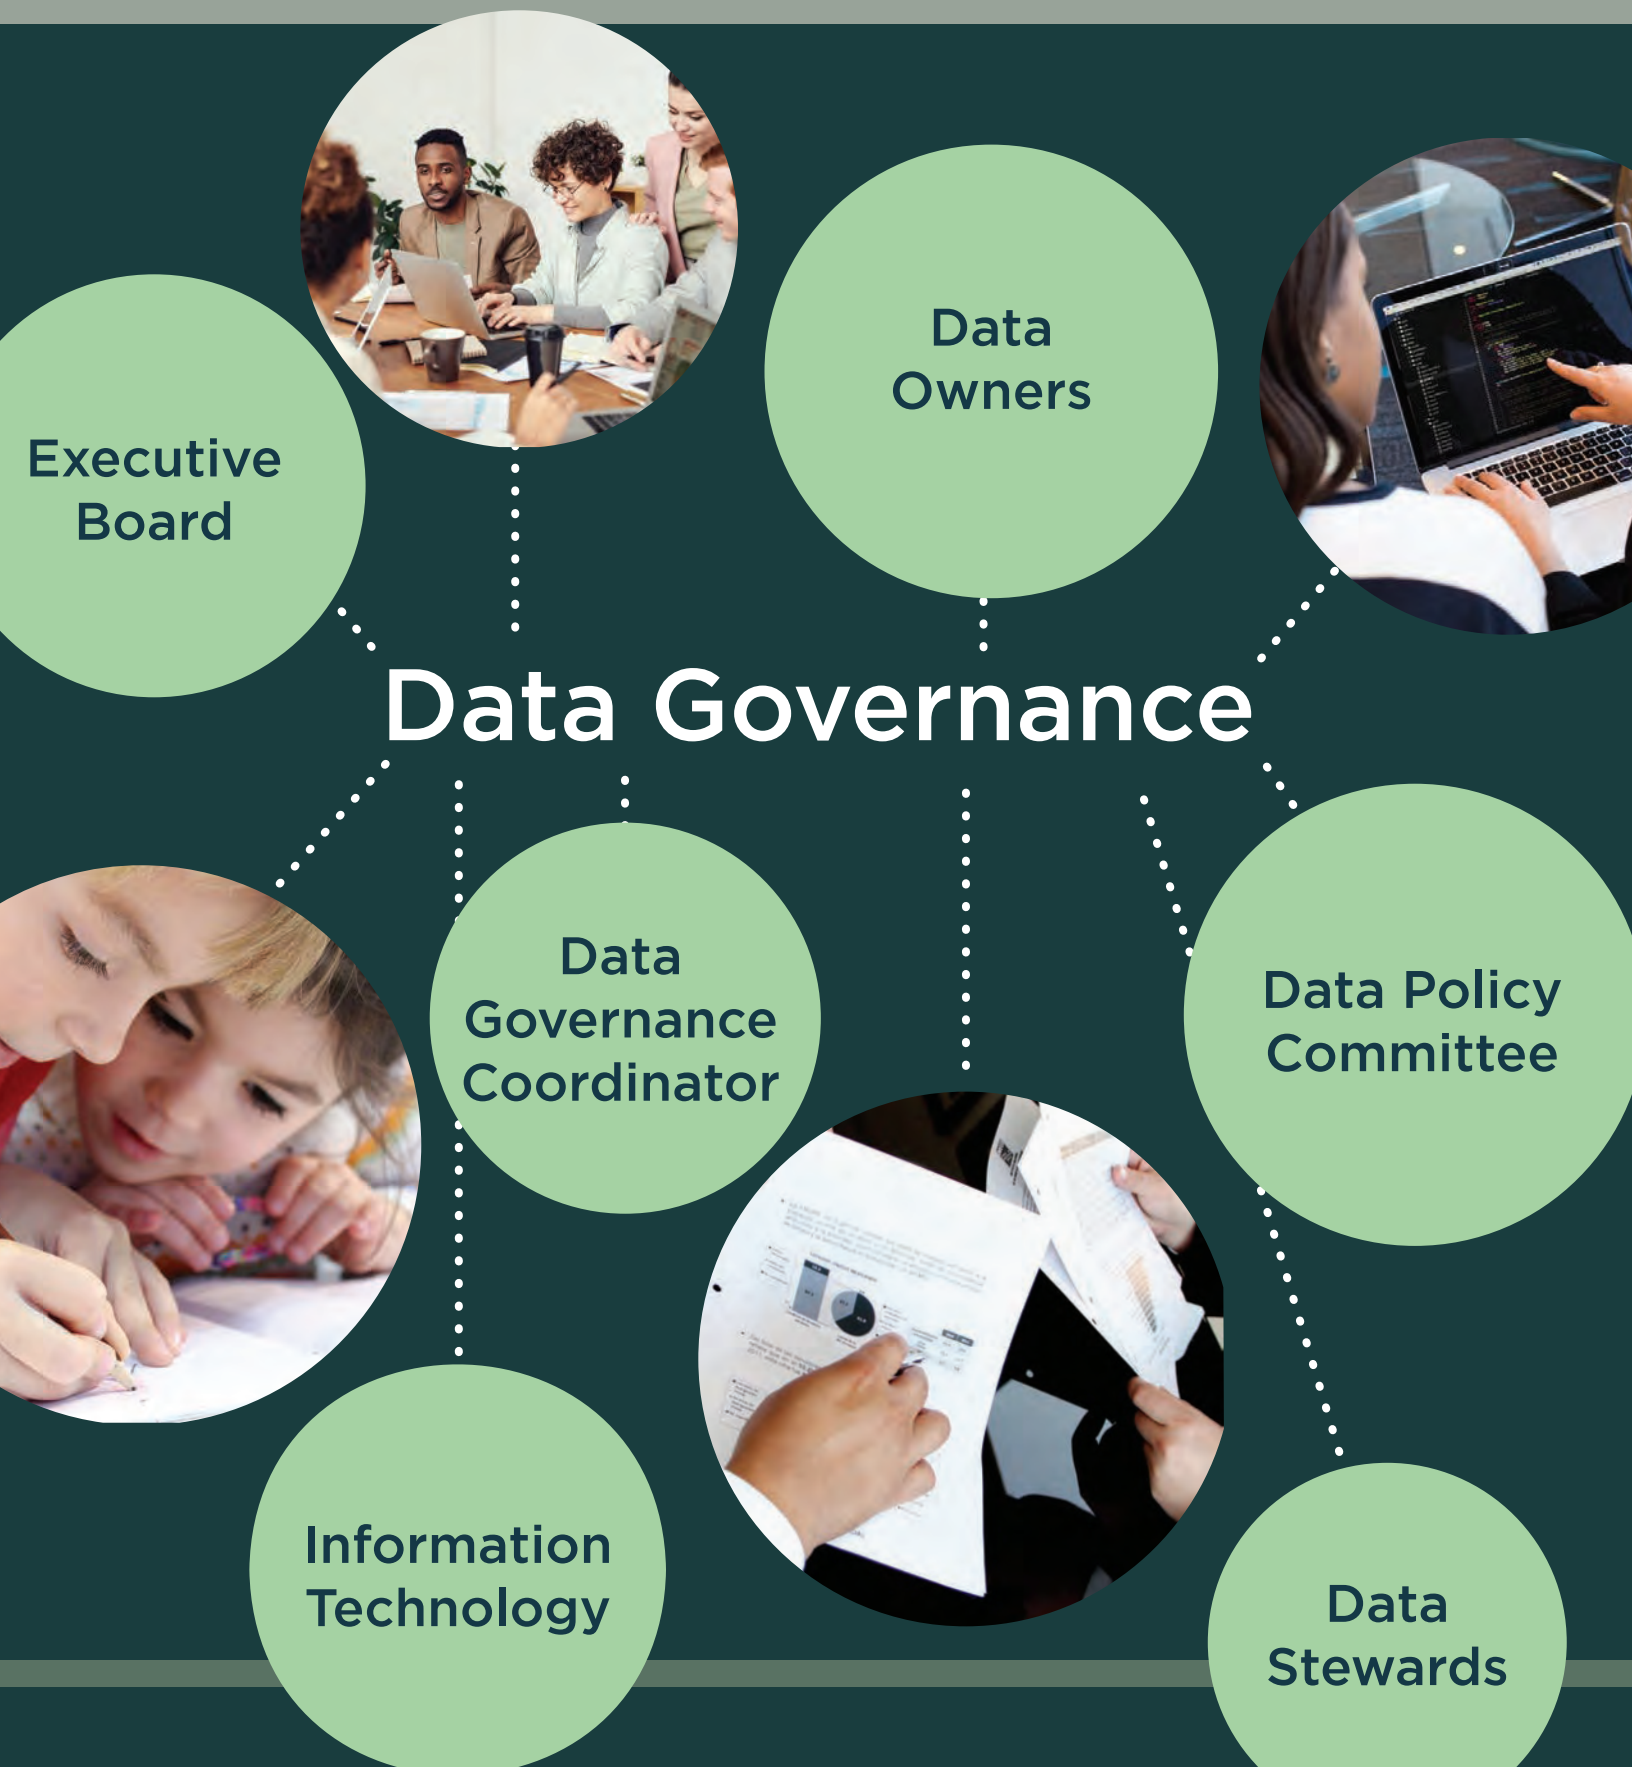 Data
Owners
Executive
Board
Data Governance
Data
Governance
Coordinator
Data Policy
Committee
Information
Technology
Data
Stewards